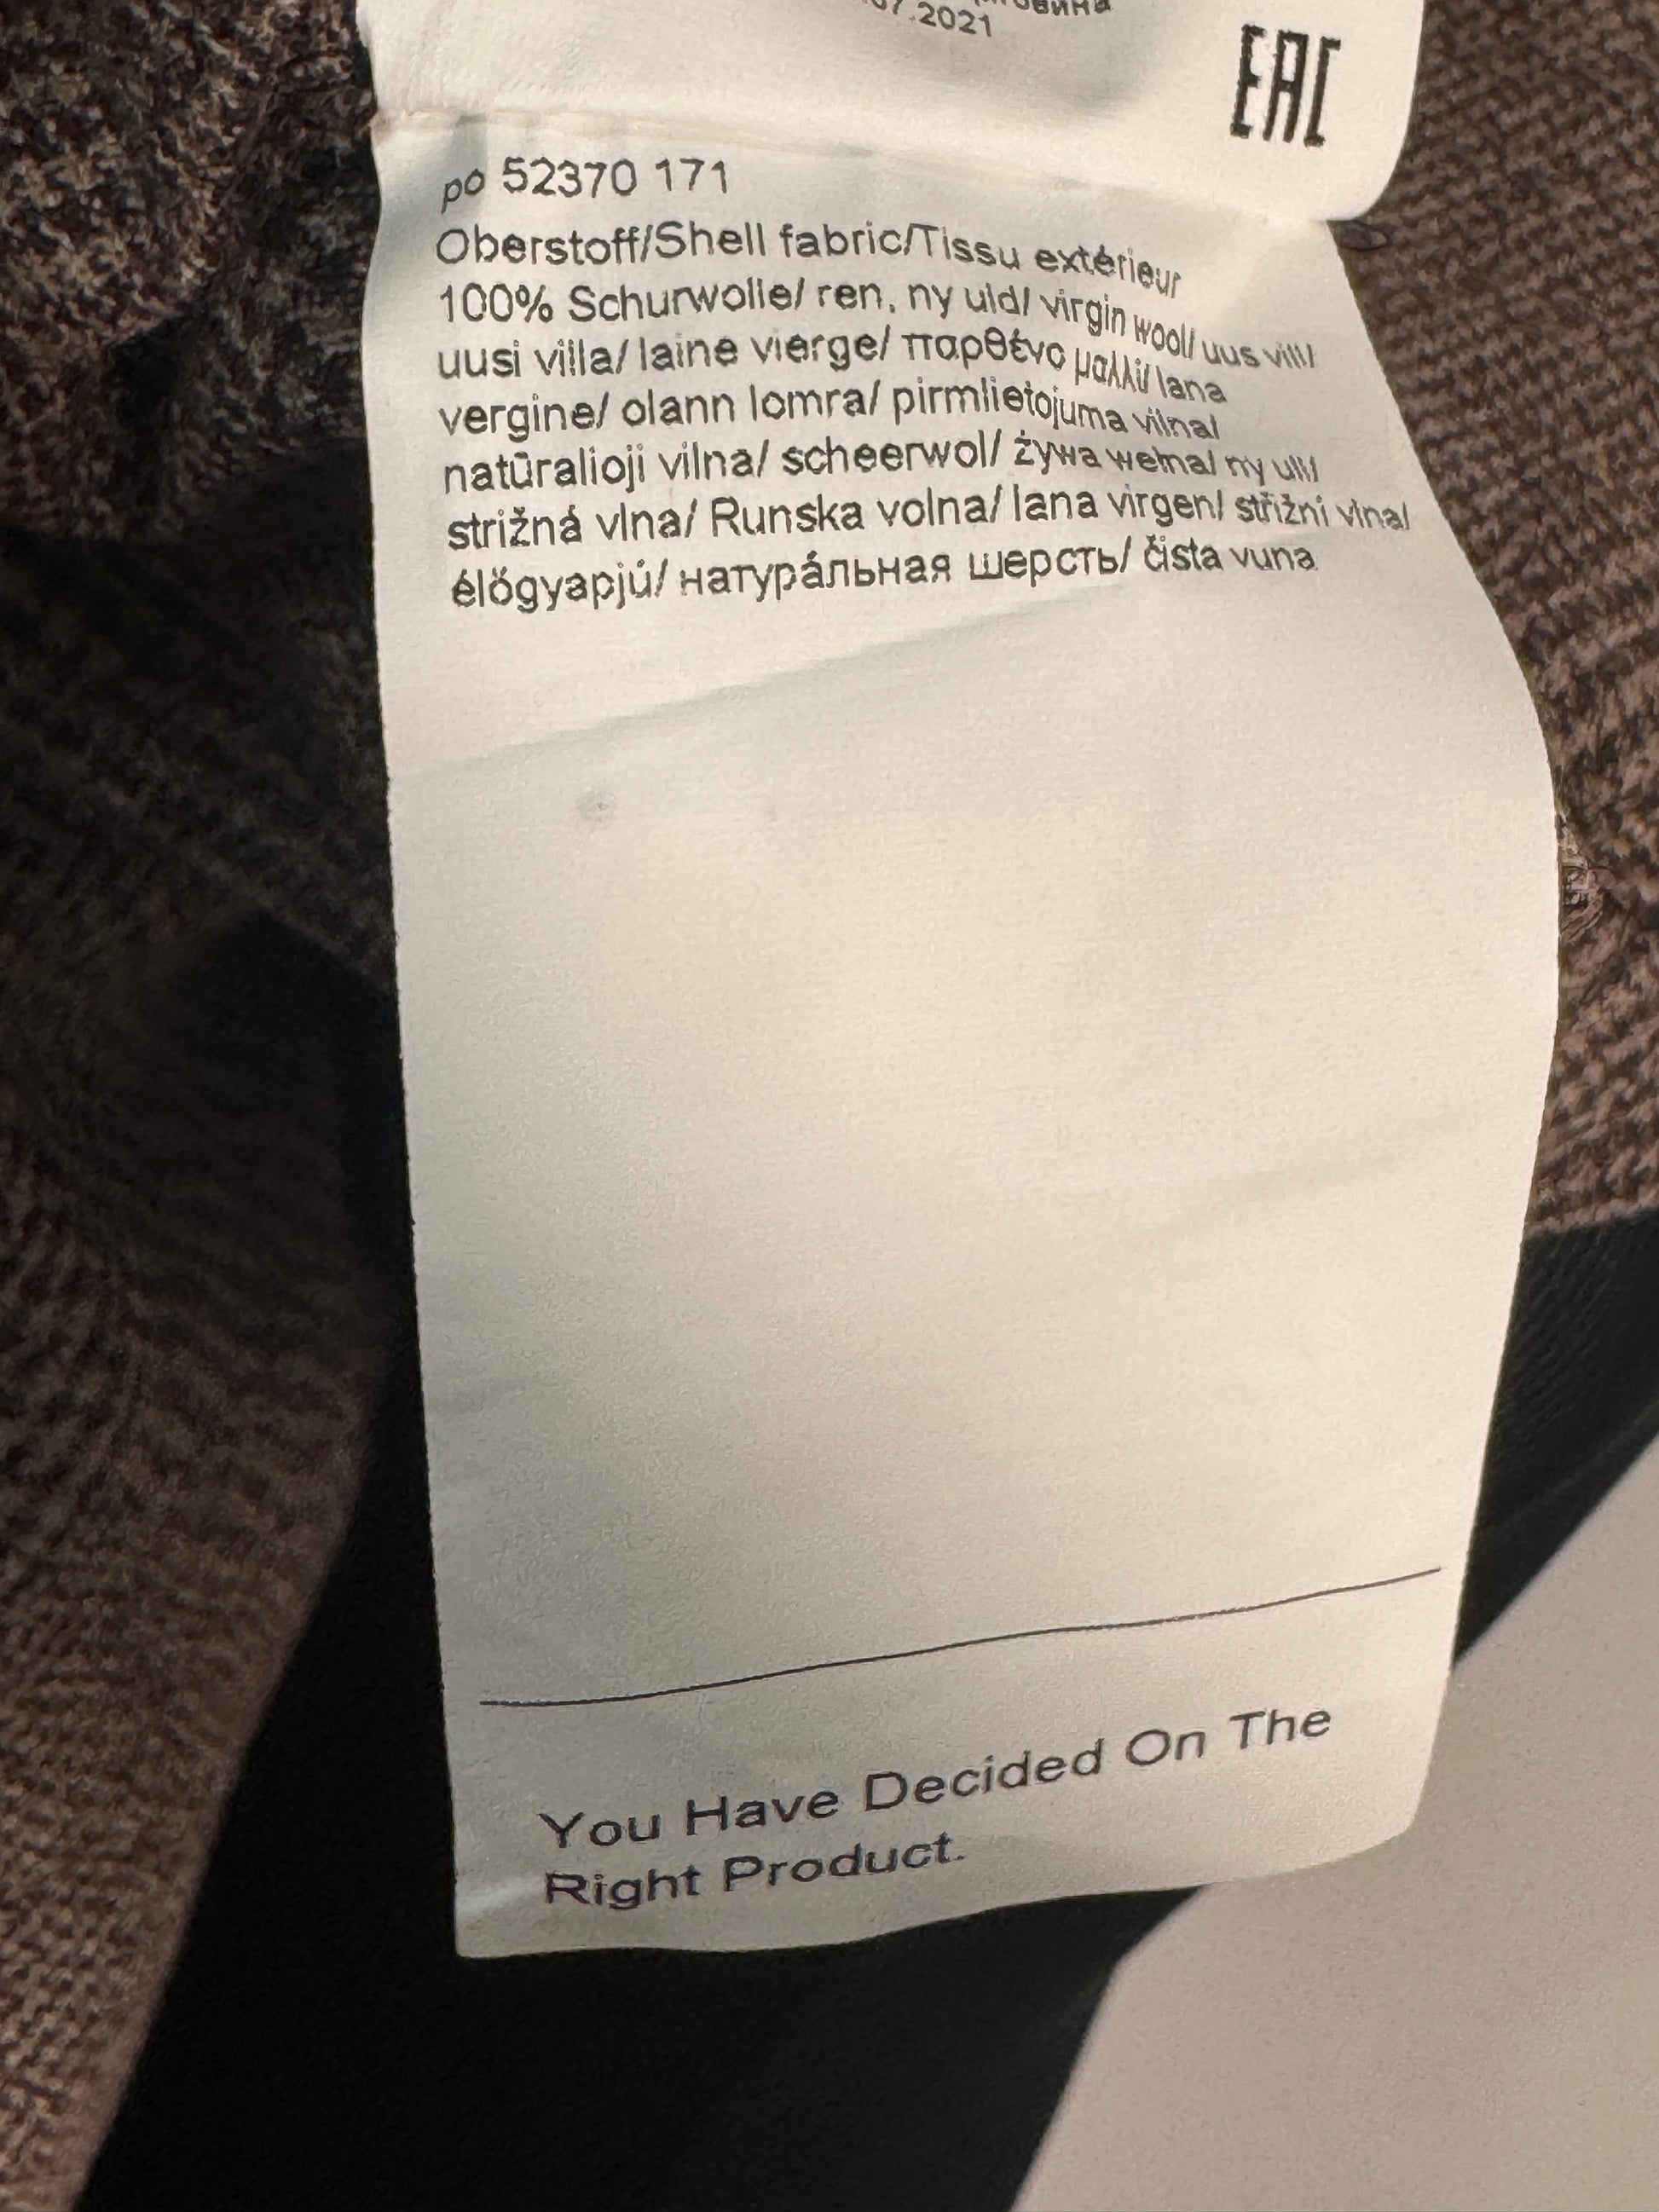 07.2021
EAC
po 52370 171
Oberstoff/Shell fabric/Tissu extérieur
100% Schurwolle/ ren, ny uld/ virgin wool/ uus vill/
uusi villa/ laine vierge/ παρθένο μαλλί/ lana
vergine/ olann lomra/ pirmlietojuma vilna/
natūralioji vilna/ scheerwol/ żywa wełna/ ny ull/
strižná vlna/ Runska volna/ lana virgen/ střižní vlna/
élőgyapjú/ натура́льная шерсть/ čista vuna
You Have Decided On The
Right Product.